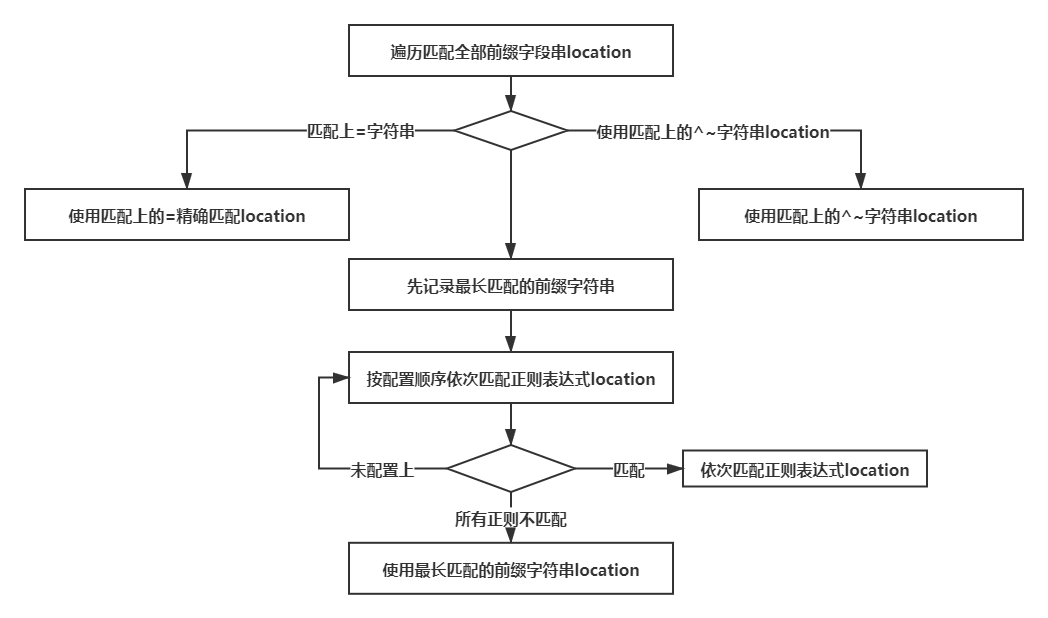 遍历匹配全部前缀字段串location
匹配上=字符串
使用匹配上的^~字符串location
使用匹配上的=精确匹配location
使用匹配上的^~字符串location
先记录最长匹配的前缀字符串
按配置顺序依次匹配正则表达式location
未配置上
匹配
依次匹配正则表达式location
所有正则不匹配
使用最长匹配的前缀字符串location